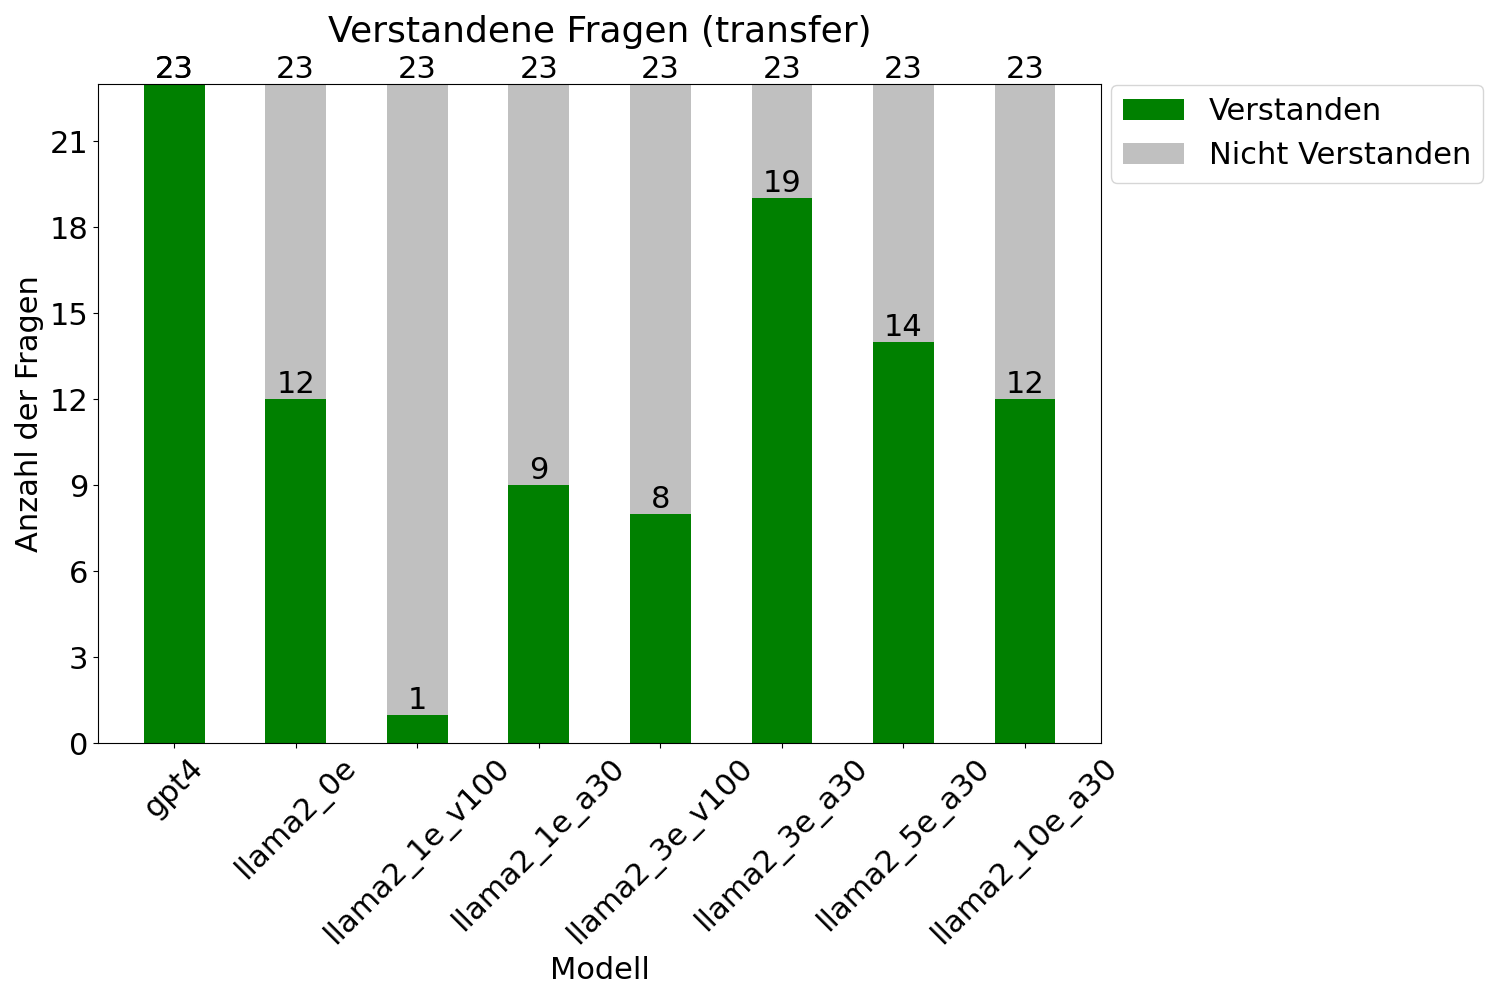 Verstandene Fragen (transfer)
23 23 23 23 23 23 23 23
Verstanden
Nicht Verstanden
21
18
15
12
9
6
3
0
Anzahl der Fragen
12 1 9 8 19 14 12
gpt4
llama2_0e
llama2_1e_v100
llama2_1e_a30
llama2_3e_v100
llama2_3e_a30
llama2_5e_a30
llama2_10e_a30
Modell